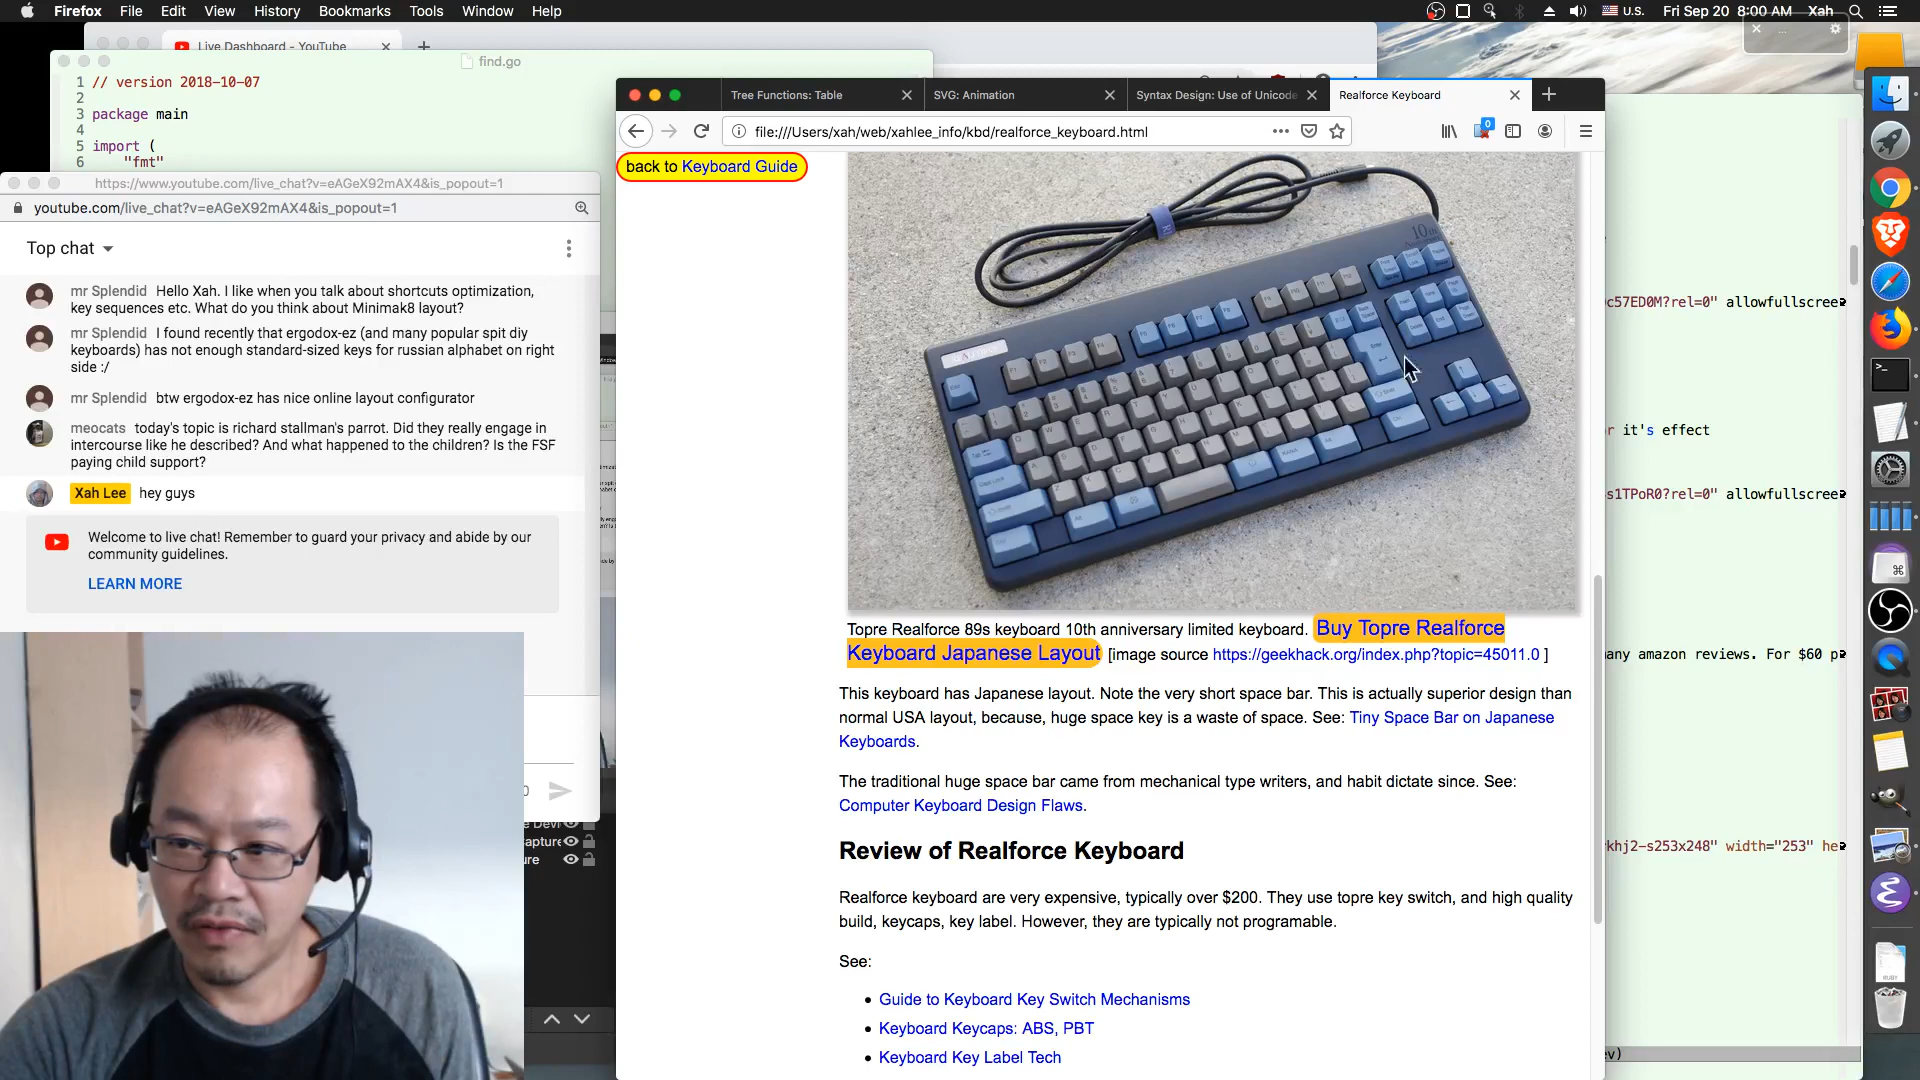 Firefox File Edit View History Bookmarks Tools Window Help
U.S. Fri Sep 20 8:00 AM Xah
Live Dashboard - YouTube
find.go
1 // version 2018-10-07
2
3 package main
4
5 import (
6 "fmt"
https://www.youtube.com/live_chat?v=eAGeX92mAX4&is_popout=1
youtube.com/live_chat?v=eAGeX92mAX4&is_popout=1
Top chat
mr Splendid Hello Xah. I like when you talk about shortcuts optimization,
key sequences etc. What do you think about Minimak8 layout?
mr Splendid I found recently that ergodox-ez (and many popular spit diy
keyboards) has not enough standard-sized keys for russian alphabet on right
side :/
mr Splendid btw ergodox-ez has nice online layout configurator
meocats today's topic is richard stallman's parrot. Did they really engage in
intercourse like he described? And what happened to the children? Is the FSF
paying child support?
Xah Lee hey guys
Welcome to live chat! Remember to guard your privacy and abide by our
community guidelines.
LEARN MORE
Tree Functions: Table
SVG: Animation
Syntax Design: Use of Unicode
Realforce Keyboard
file:///Users/xah/web/xahlee_info/kbd/realforce_keyboard.html
0
back to Keyboard Guide
Topre Realforce 89s keyboard 10th anniversary limited keyboard. Buy Topre Realforce
Keyboard Japanese Layout [image source https://geekhack.org/index.php?topic=45011.0 ]
This keyboard has Japanese layout. Note the very short space bar. This is actually superior design than
normal USA layout, because, huge space key is a waste of space. See: Tiny Space Bar on Japanese
Keyboards.
The traditional huge space bar came from mechanical type writers, and habit dictate since. See:
Computer Keyboard Design Flaws.
Review of Realforce Keyboard
Realforce keyboard are very expensive, typically over $200. They use topre key switch, and high quality
build, keycaps, key label. However, they are typically not programable.
See:
• Guide to Keyboard Key Switch Mechanisms
• Keyboard Keycaps: ABS, PBT
• Keyboard Key Label Tech
c57ED0M?rel=0" allowfullscree
r it's effect
s1TPoR0?rel=0" allowfullscree
any amazon reviews. For $60 p
khj2-s253x248" width="253" he
RUBY